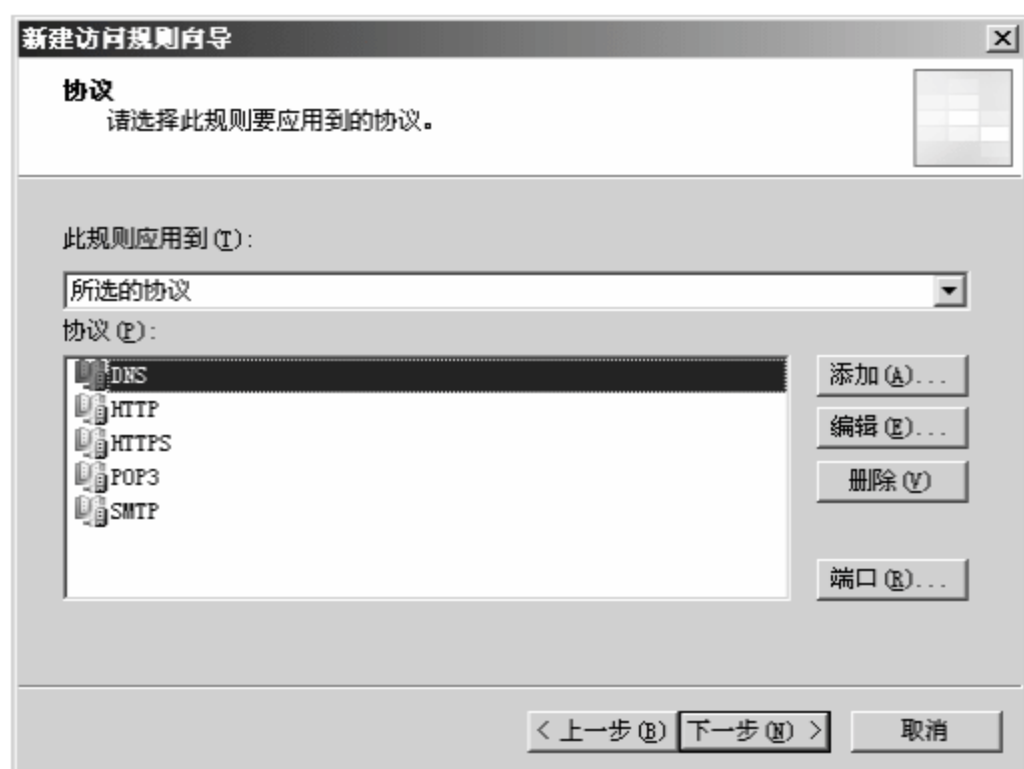 新建访问规则向导
协议
请选择此规则要应用到的协议。
此规则应用到(T):
所选的协议
协议(P):
DNS
HTTP
HTTPS
POP3
SMTP
添加(A)...
编辑(E)...
删除(V)
端口(R)...
< 上一步(B)
下一步(N) >
取消